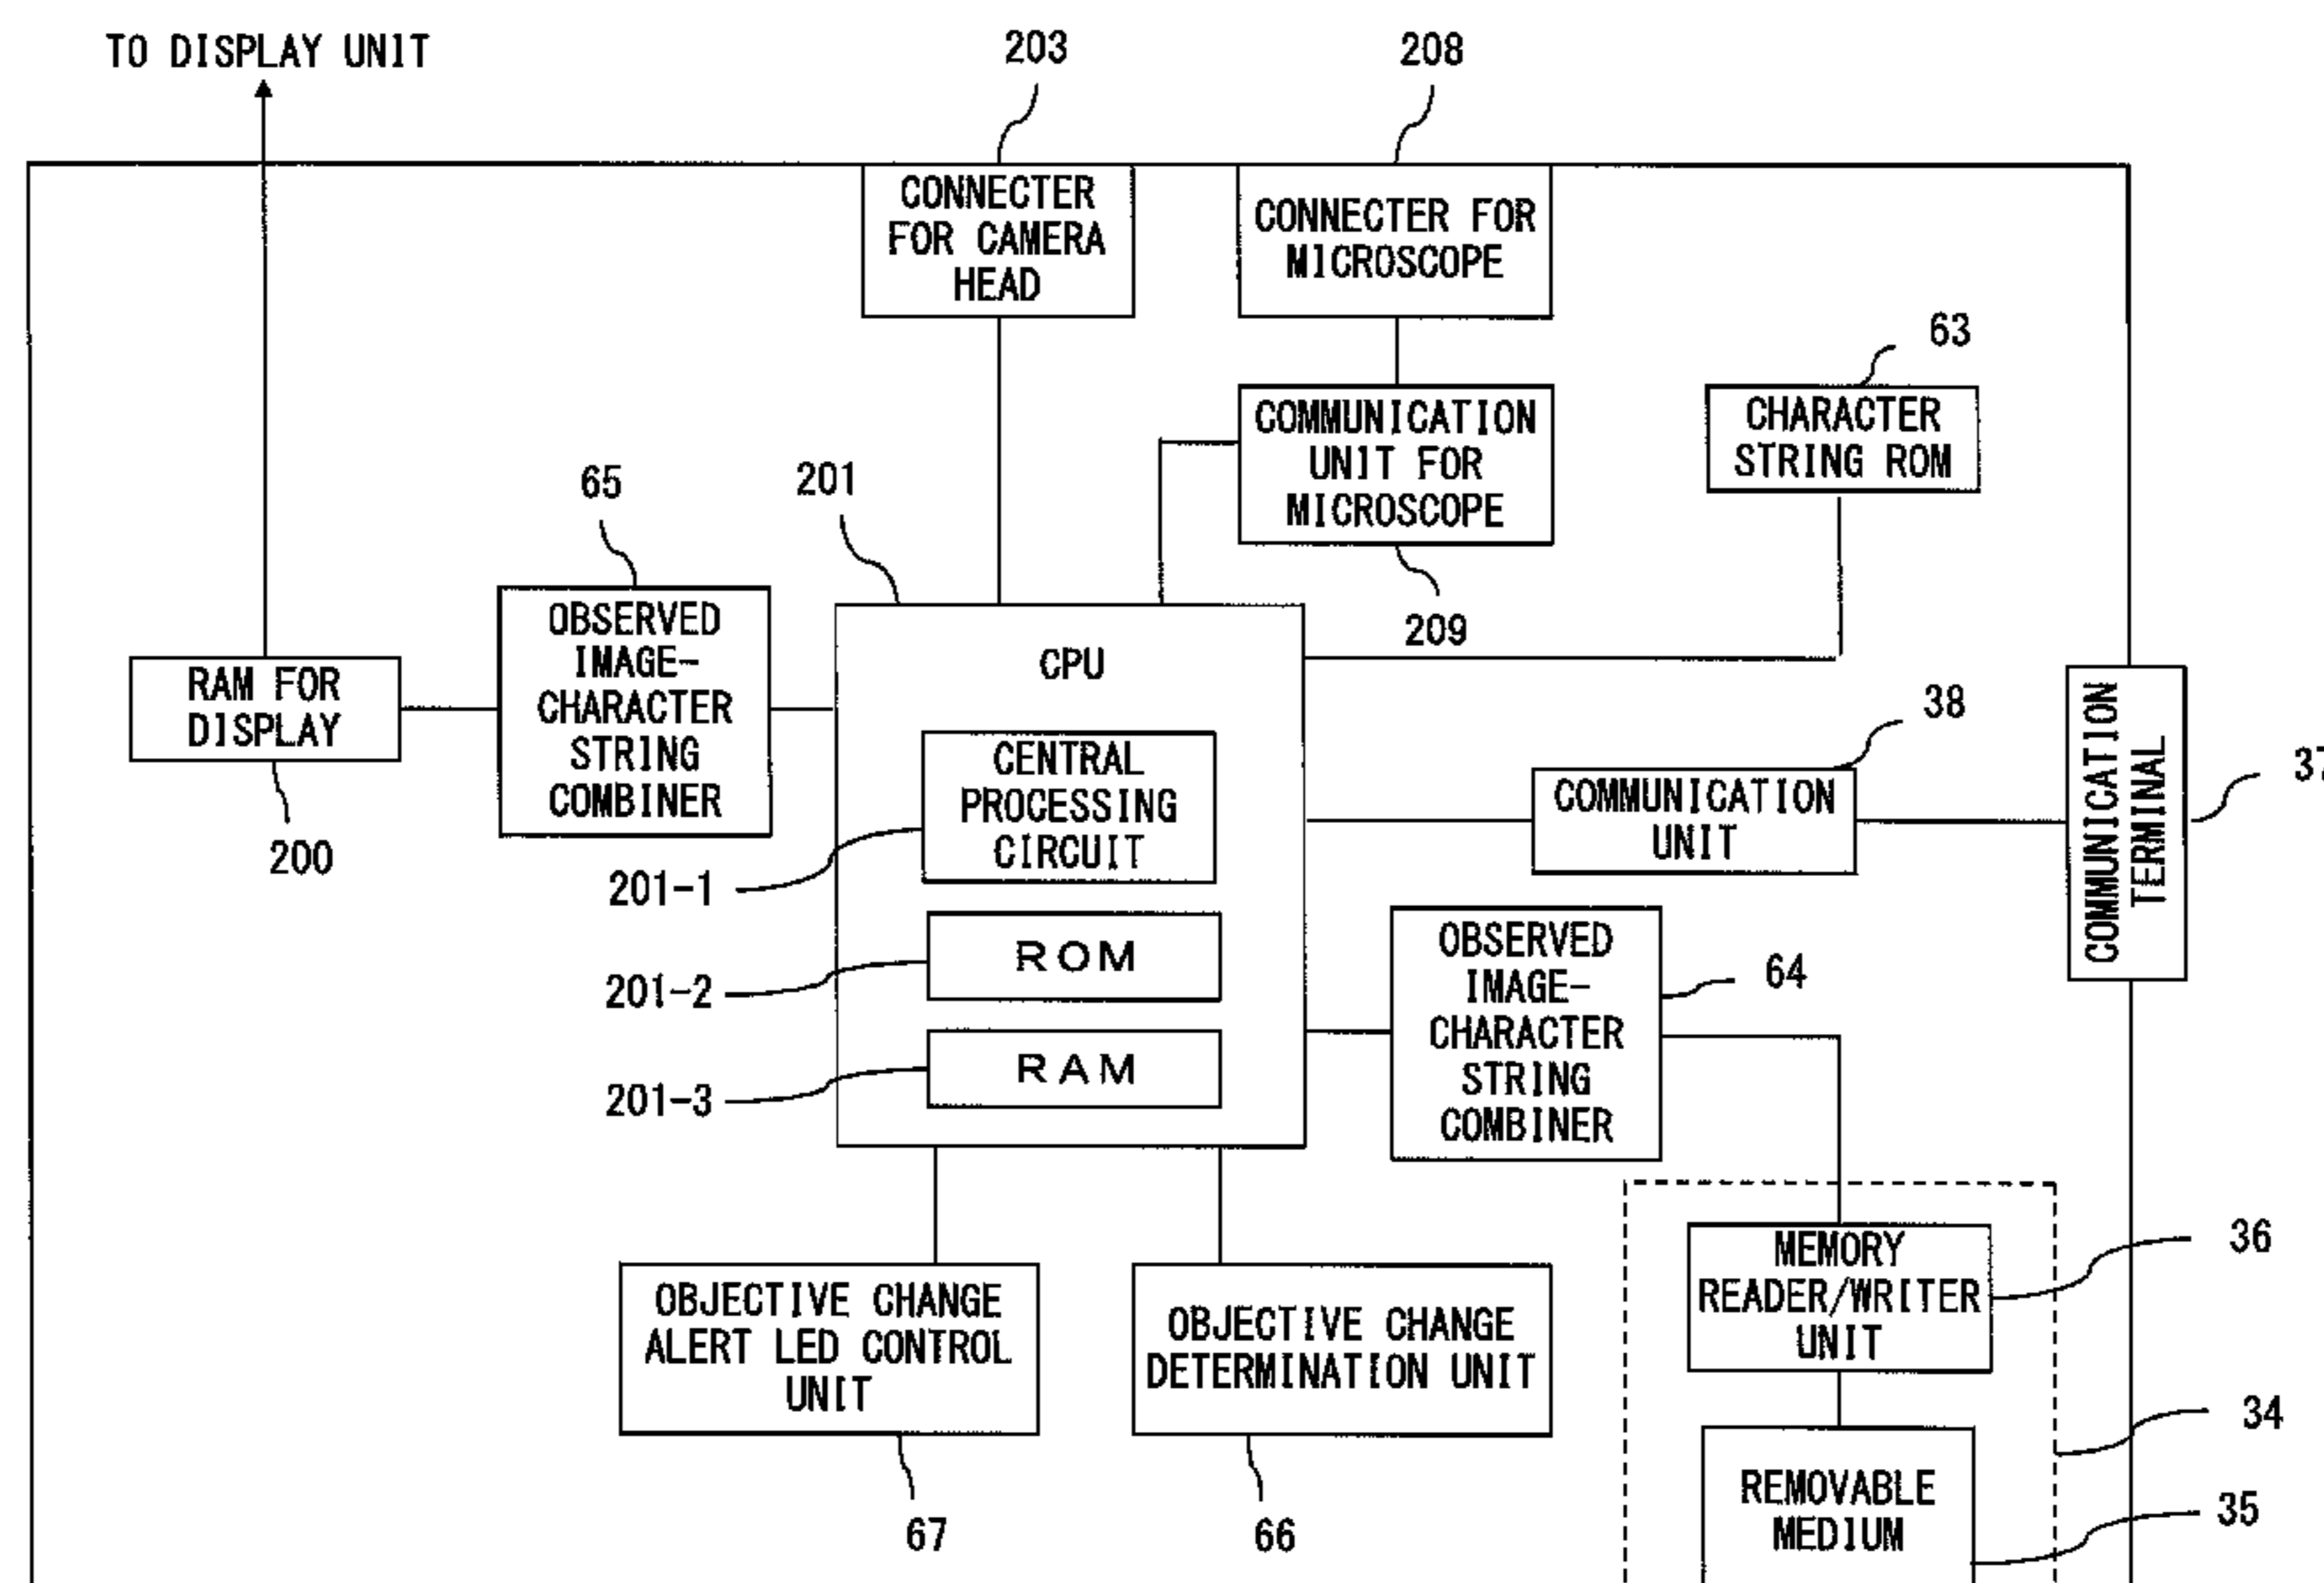 TO DISPLAY UNIT
203
208
CONNECTER
FOR CAMERA
HEAD
CONNECTER FOR
MICROSCOPE
63
COMMUNICATION
UNIT FOR
MICROSCOPE
CHARACTER
STRING ROM
65
201
209
OBSERVED
IMAGE-
CHARACTER
STRING
COMBINER
CPU
RAM FOR
DISPLAY
200
38
COMMUNICATION
TERMINAL
37
CENTRAL
PROCESSING
CIRCUIT
201-1
COMMUNICATION
UNIT
ROM
201-2
OBSERVED
IMAGE-
CHARACTER
STRING
COMBINER
64
RAM
201-3
MEMORY
READER/WRITER
UNIT
36
OBJECTIVE CHANGE
ALERT LED CONTROL
UNIT
OBJECTIVE CHANGE
DETERMINATION UNIT
34
REMOVABLE
MEDIUM
35
67
66